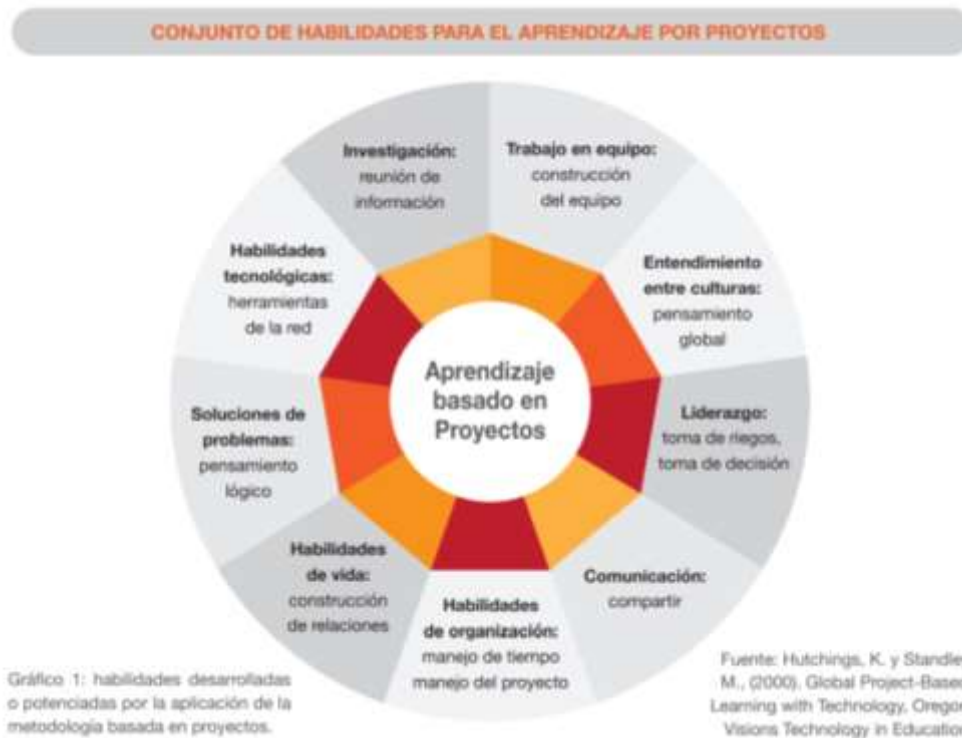 CONJUNTO DE HABILIDADES PARA EL APRENDIZAJE POR PROYECTOS
Investigación:
reunión de
información
Trabajo en equipo:
construcción
del equipo
Habilidades
tecnológicas:
herramientas
de la red
Entendimiento
entre culturas:
pensamiento
global
Aprendizaje
basado en
Proyectos
Soluciones de
problemas:
pensamiento
lógico
Liderazgo:
toma de riegos,
toma de decisión
Habilidades
de vida:
construcción
de relaciones
Comunicación:
compartir
Habilidades
de organización:
manejo de tiempo
manejo del proyecto
Gráfico 1: habilidades desarrolladas
o potenciadas por la aplicación de la
metodología basada en proyectos.
Fuente: Hutchings, K. y Standle
M., (2000). Global Project-Base
Learning with Technology, Oregon
Visions Technology in Education